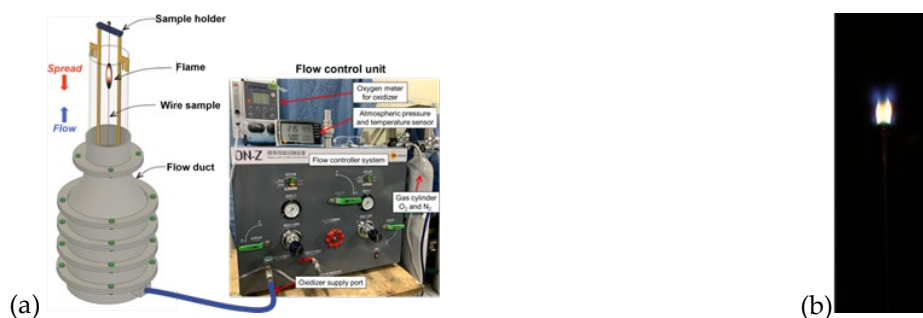 Sample holder
Flame
Spread
Wire sample
Flow
Flow duct
(a)
Flow control unit
Oxygen meter
for oxidizer
Atmospheric pressure
and temperature sensor
ON-Z
Flow controller system
Gas cylinder
O₂ and N₂
Oxidizer supply port
(b)